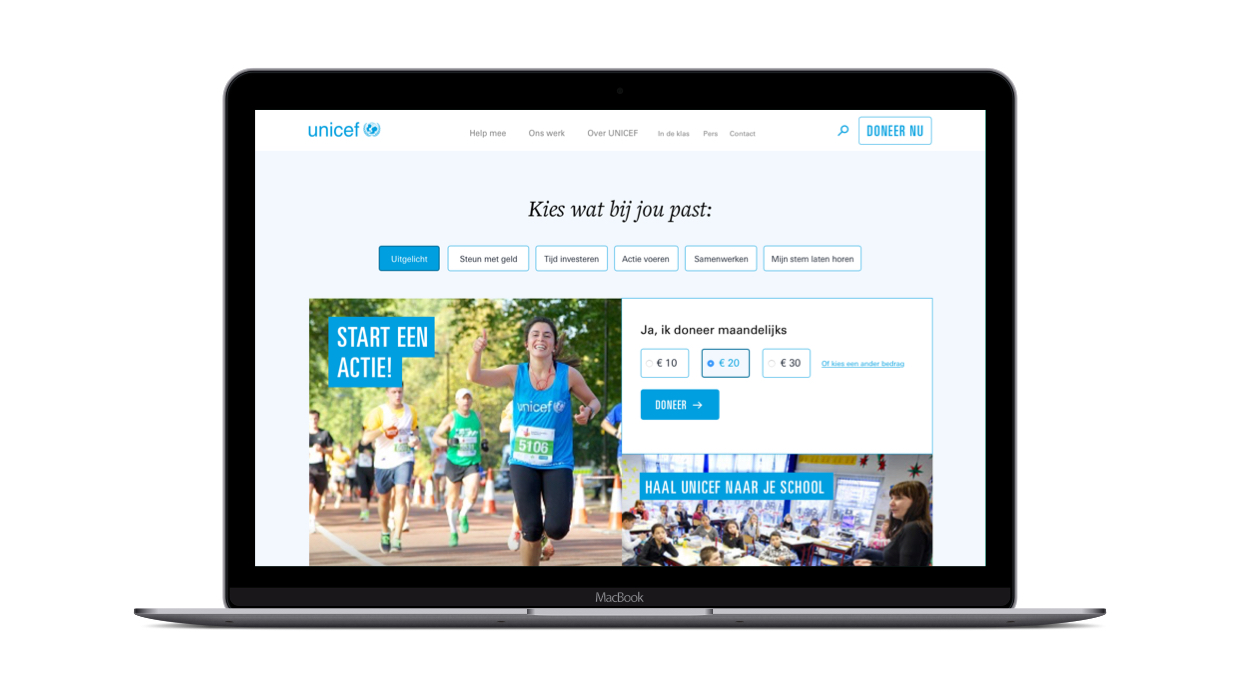 unicef
Help mee
Ons werk
Over UNICEF
In de klas
Pers
Contact
DONEER NU
Kies wat bij jou past:
Uitgelicht
Steun met geld
Tijd investeren
Actie voeren
Samenwerken
Mijn stem laten horen
START EEN
ACTIE!
unicef
5106
Ja, ik doneer maandelijks
€ 10
€ 20
€ 30
Of kies een ander bedrag
DONEER →
HAAL UNICEF NAAR JE SCHOOL
MacBook